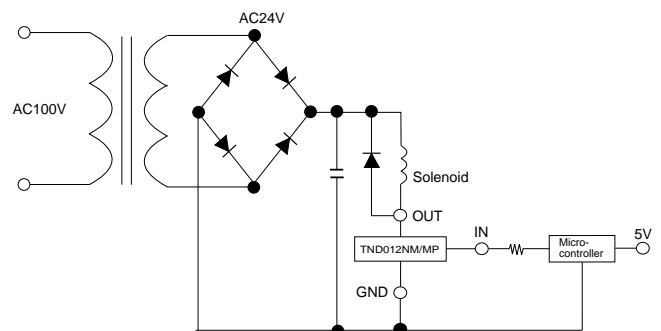 AC24V
AC100V
Solenoid
OUT
IN
5V
TND012NM/MP
Micro-
controller
GND